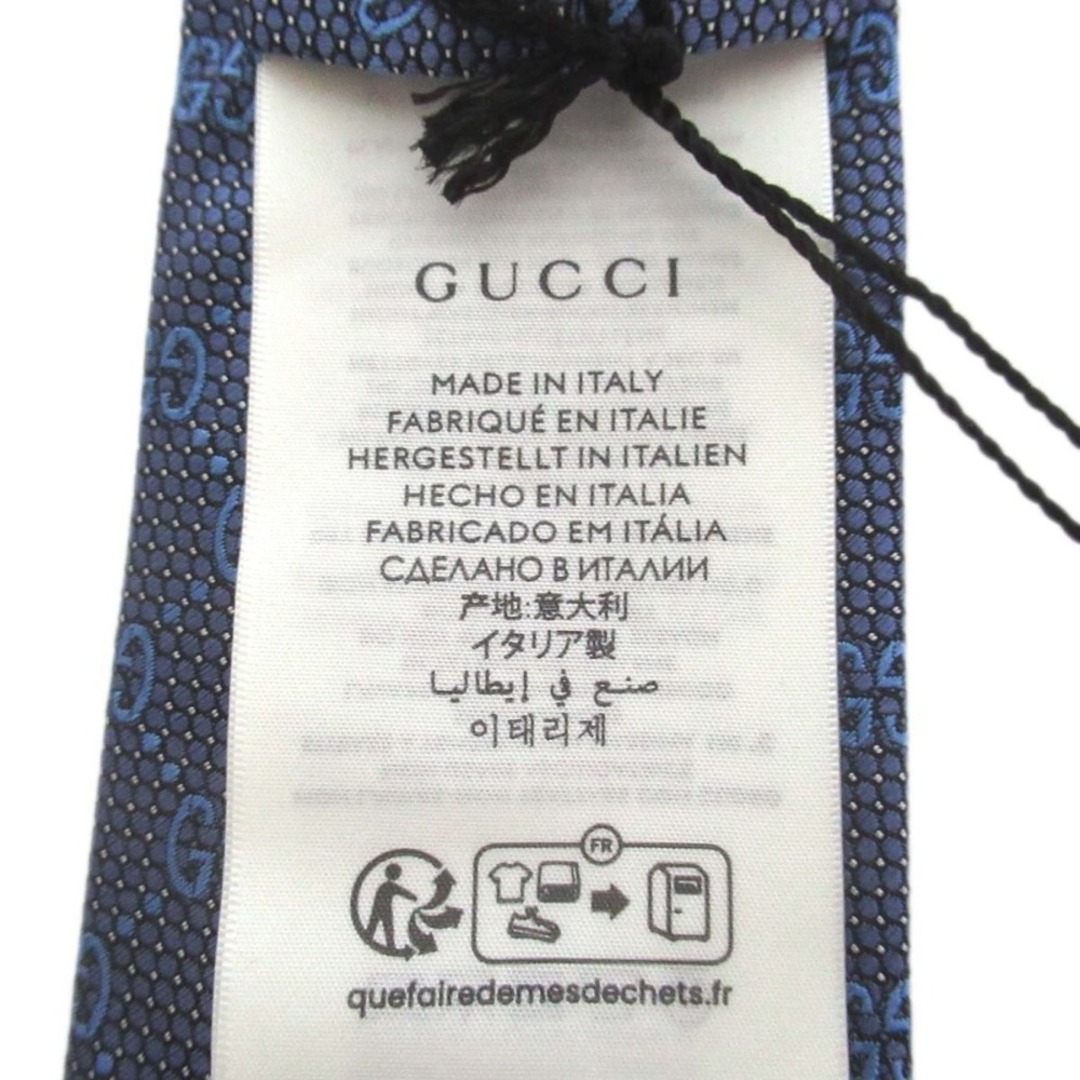 GUCCI
MADE IN ITALY
FABRIQUÉ EN ITALIE
HERGESTELLT IN ITALIEN
HECHO EN ITALIA
FABRICADO EM ITÁLIA
СДЕЛАНО В ИТАЛИИ
产地:意大利
イタリア製
صنع في إيطاليا
이태리제
FR
quefairedemesdechets.fr